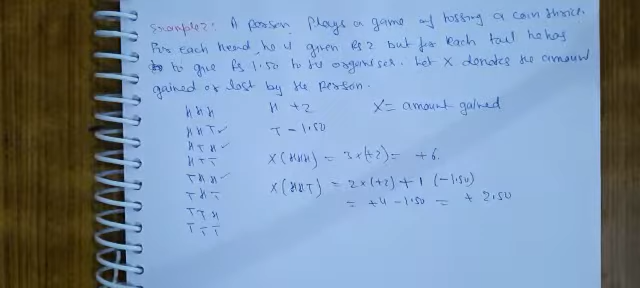 Example 2: A person plays a game of tossing a coin thrice.
For each head, he is given Rs 2 but for each tail he has
to give Rs 1.50 to the organiser. Let X denotes the amount
gained or lost by the person.
HHH H +2 X = amount gained
HHT ✓ T - 1.50
HTH ✓
HTT X(HHH) = 3×(+2) = +6.
THH ✓ X(HHT) = 2×(+2) + 1(-1.50)
THT = +4 - 1.50 = + 2.50
TTH
TTT